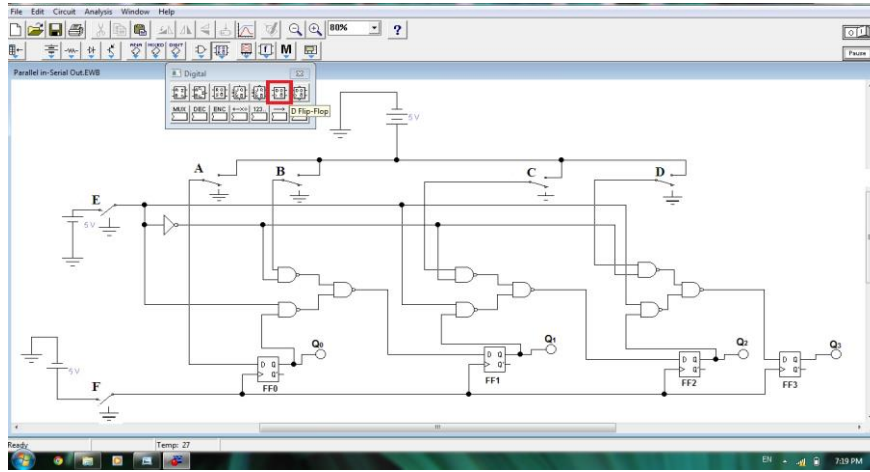 File Edit Circuit Analysis Window Help
80%
?
Pause
M
Parallel in-Serial Out.EWB
Digital
MUX DEC ENC
123..
D Flip-Flop
5 V
A B C D
E
5 V
Q0 Q1 Q2 Q3
D Q D Q D Q D Q
Q' Q' Q' Q'
FF0 FF1 FF2 FF3
5 V
F
Ready Temp: 27
EN 7:19 PM